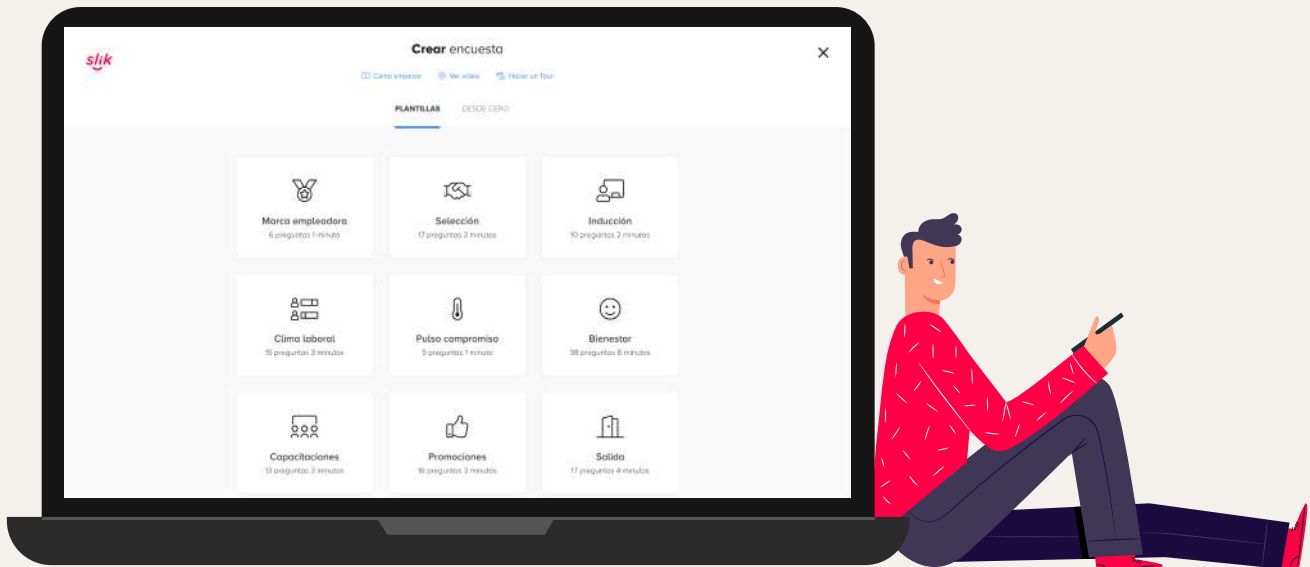 slik
Crear encuesta
Como empezar Ver video Hacer un Tour
PLANTILLAS DESDE CERO
Marca empleadora
6 preguntas 1 minuto
Selección
17 preguntas 3 minutos
Inducción
10 preguntas 2 minutos
Clima laboral
15 preguntas 3 minutos
Pulso compromiso
5 preguntas 1 minuto
Bienestar
38 preguntas 8 minutos
Capacitaciones
13 preguntas 3 minutos
Promociones
16 preguntas 3 minutos
Salida
17 preguntas 4 minutos